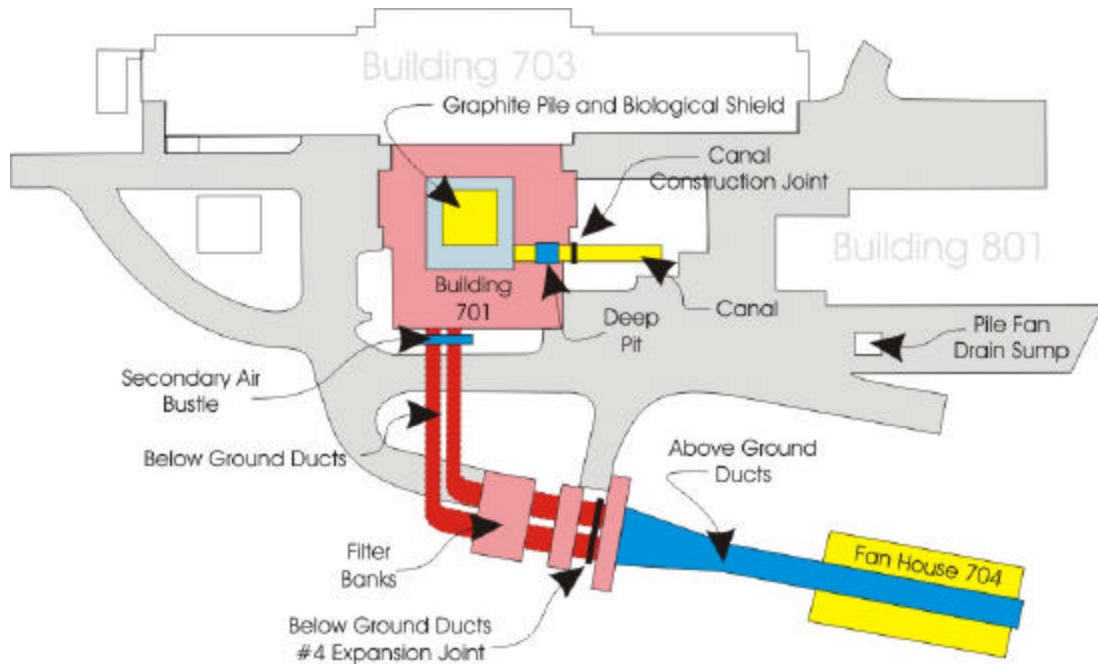 Building 703
Graphite Pile and Biological Shield
Canal
Construction Joint
Building 801
Building
701
Deep
Pit
Canal
Pile Fan
Drain Sump
Secondary Air
Bustle
Below Ground Ducts
Above Ground
Ducts
Filter
Banks
Fan House 704
Below Ground Ducts
#4 Expansion Joint